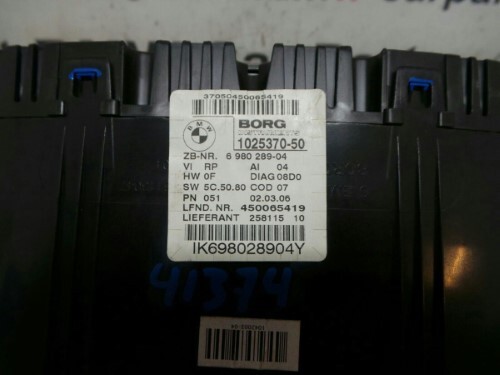 37050450065419
BMW
BORG
1025370-50
ZB-NR. 6 980 289-04
VI RP AI 04
HW 0F DIAG 08D0
SW 5C.50.80 COD 07
PN 051 02.03.06
LFND. NR. 450065419
LIEFERANT 258115 10
IK698028904Y
41374